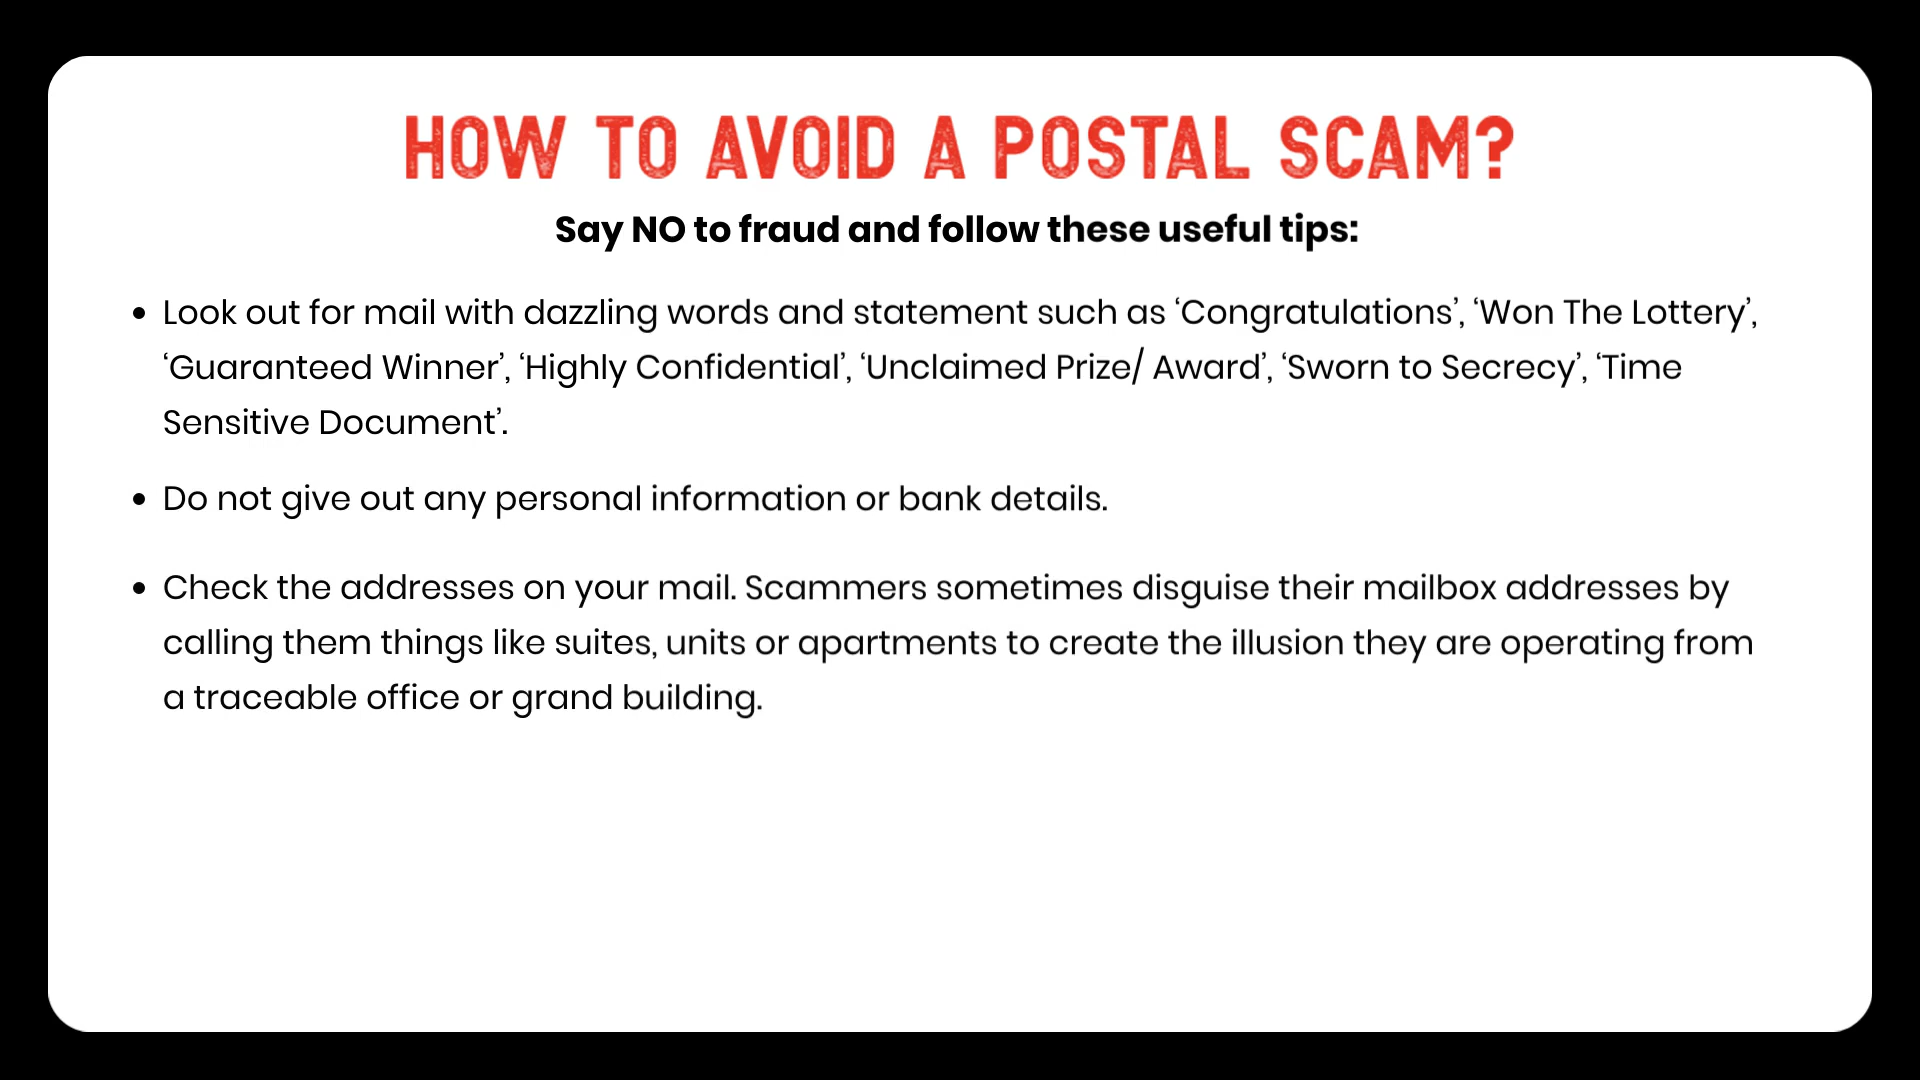 HOW TO AVOID A POSTAL SCAM?
Say NO to fraud and follow these useful tips:
• Look out for mail with dazzling words and statement such as ‘Congratulations’, ‘Won The Lottery’,
‘Guaranteed Winner’, ‘Highly Confidential’, ‘Unclaimed Prize/ Award’, ‘Sworn to Secrecy’, ‘Time
Sensitive Document’.
• Do not give out any personal information or bank details.
• Check the addresses on your mail. Scammers sometimes disguise their mailbox addresses by
calling them things like suites, units or apartments to create the illusion they are operating from
a traceable office or grand building.